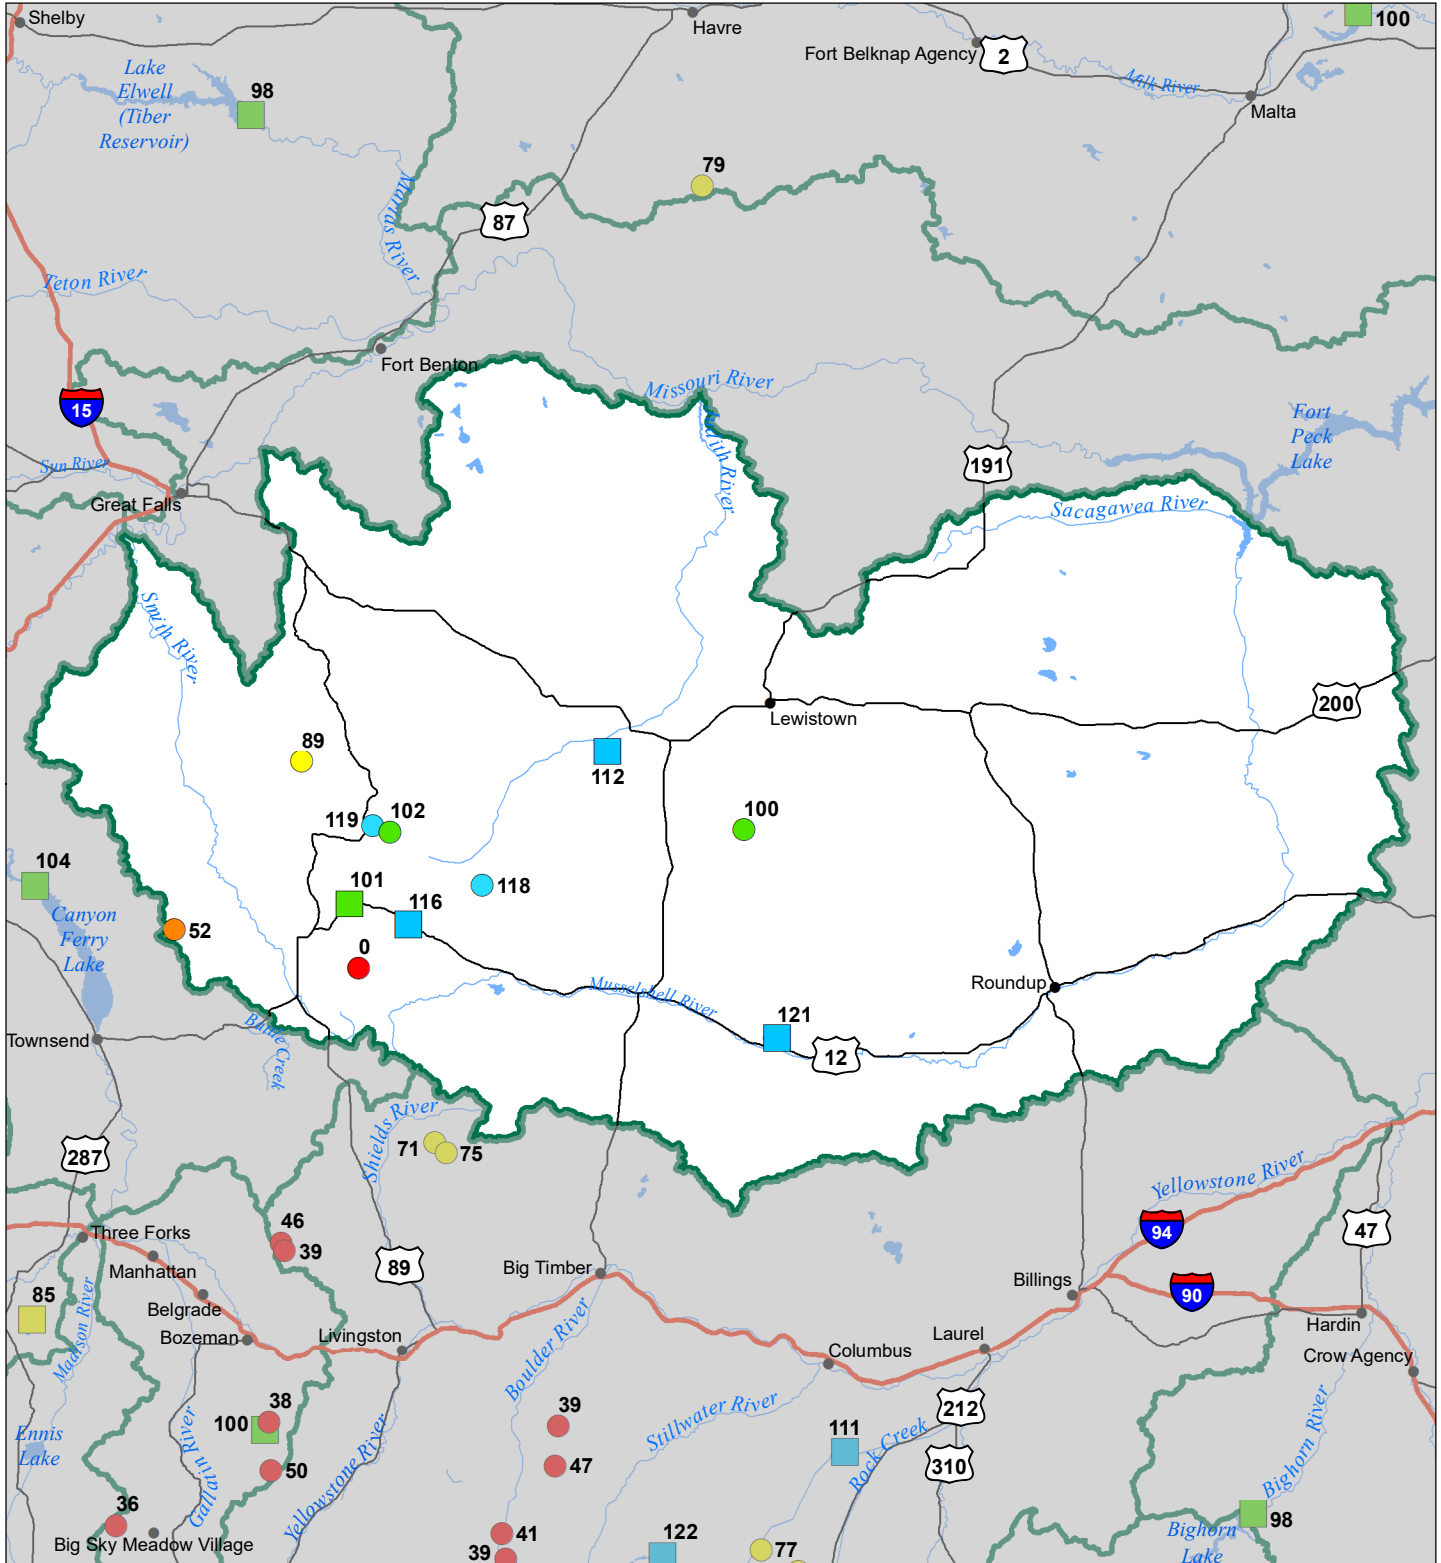 Shelby
Havre
Fort Belknap Agency
2
100
Lake
Elwell
(Tiber
Reservoir)
98
Milk River
Malta
79
Marias River
87
Teton River
Fort Benton
Missouri River
15
Judith River
Fort
Peck
Lake
Sun River
191
Great Falls
Sacagawea River
Smith River
200
Lewistown
89
112
119
102
100
104
101
118
116
Canyon
Ferry
Lake
52
0
Musselshell River
Roundup
Battle Creek
121
12
Townsend
Shields River
71
75
287
Yellowstone River
46
39
Three Forks
94
47
Manhattan
89
Big Timber
Billings
90
85
Madison River
Belgrade
Bozeman
Livingston
Boulder River
Laurel
Hardin
Columbus
Crow Agency
38
39
Stillwater River
212
100
111
Rock Creek
Ennis
Lake
Gallatin River
50
Yellowstone River
47
310
Bighorn River
36
41
122
98
Big Sky Meadow Village
39
77
Bighorn
Lake